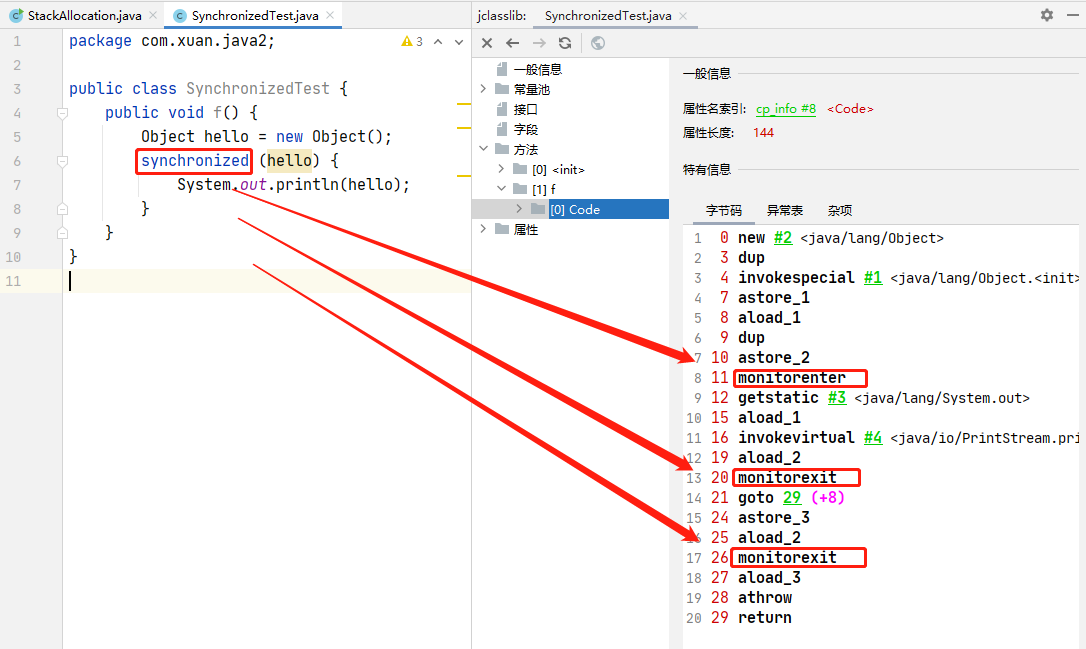 StackAllocation.java
SynchronizedTest.java
jclasslib:
SynchronizedTest.java
1 package com.xuan.java2;
3
2
3 public class SynchronizedTest {
4 public void f() {
5 Object hello = new Object();
6 synchronized (hello) {
7 System.out.println(hello);
8 }
9 }
10 }
11
一般信息
常量池
接口
字段
方法
[0] <init>
[1] f
[0] Code
属性
一般信息
属性名索引: cp_info #8 <Code>
属性长度: 144
特有信息
字节码 异常表 杂项
1 0 new #2 <java/lang/Object>
2 3 dup
3 4 invokespecial #1 <java/lang/Object.<init>
4 7 astore_1
5 8 aload_1
6 9 dup
7 10 astore_2
8 11 monitorenter
9 12 getstatic #3 <java/lang/System.out>
10 15 aload_1
11 16 invokevirtual #4 <java/io/PrintStream.pri
12 19 aload_2
13 20 monitorexit
14 21 goto 29 (+8)
15 24 astore_3
16 25 aload_2
17 26 monitorexit
18 27 aload_3
19 28 athrow
20 29 return